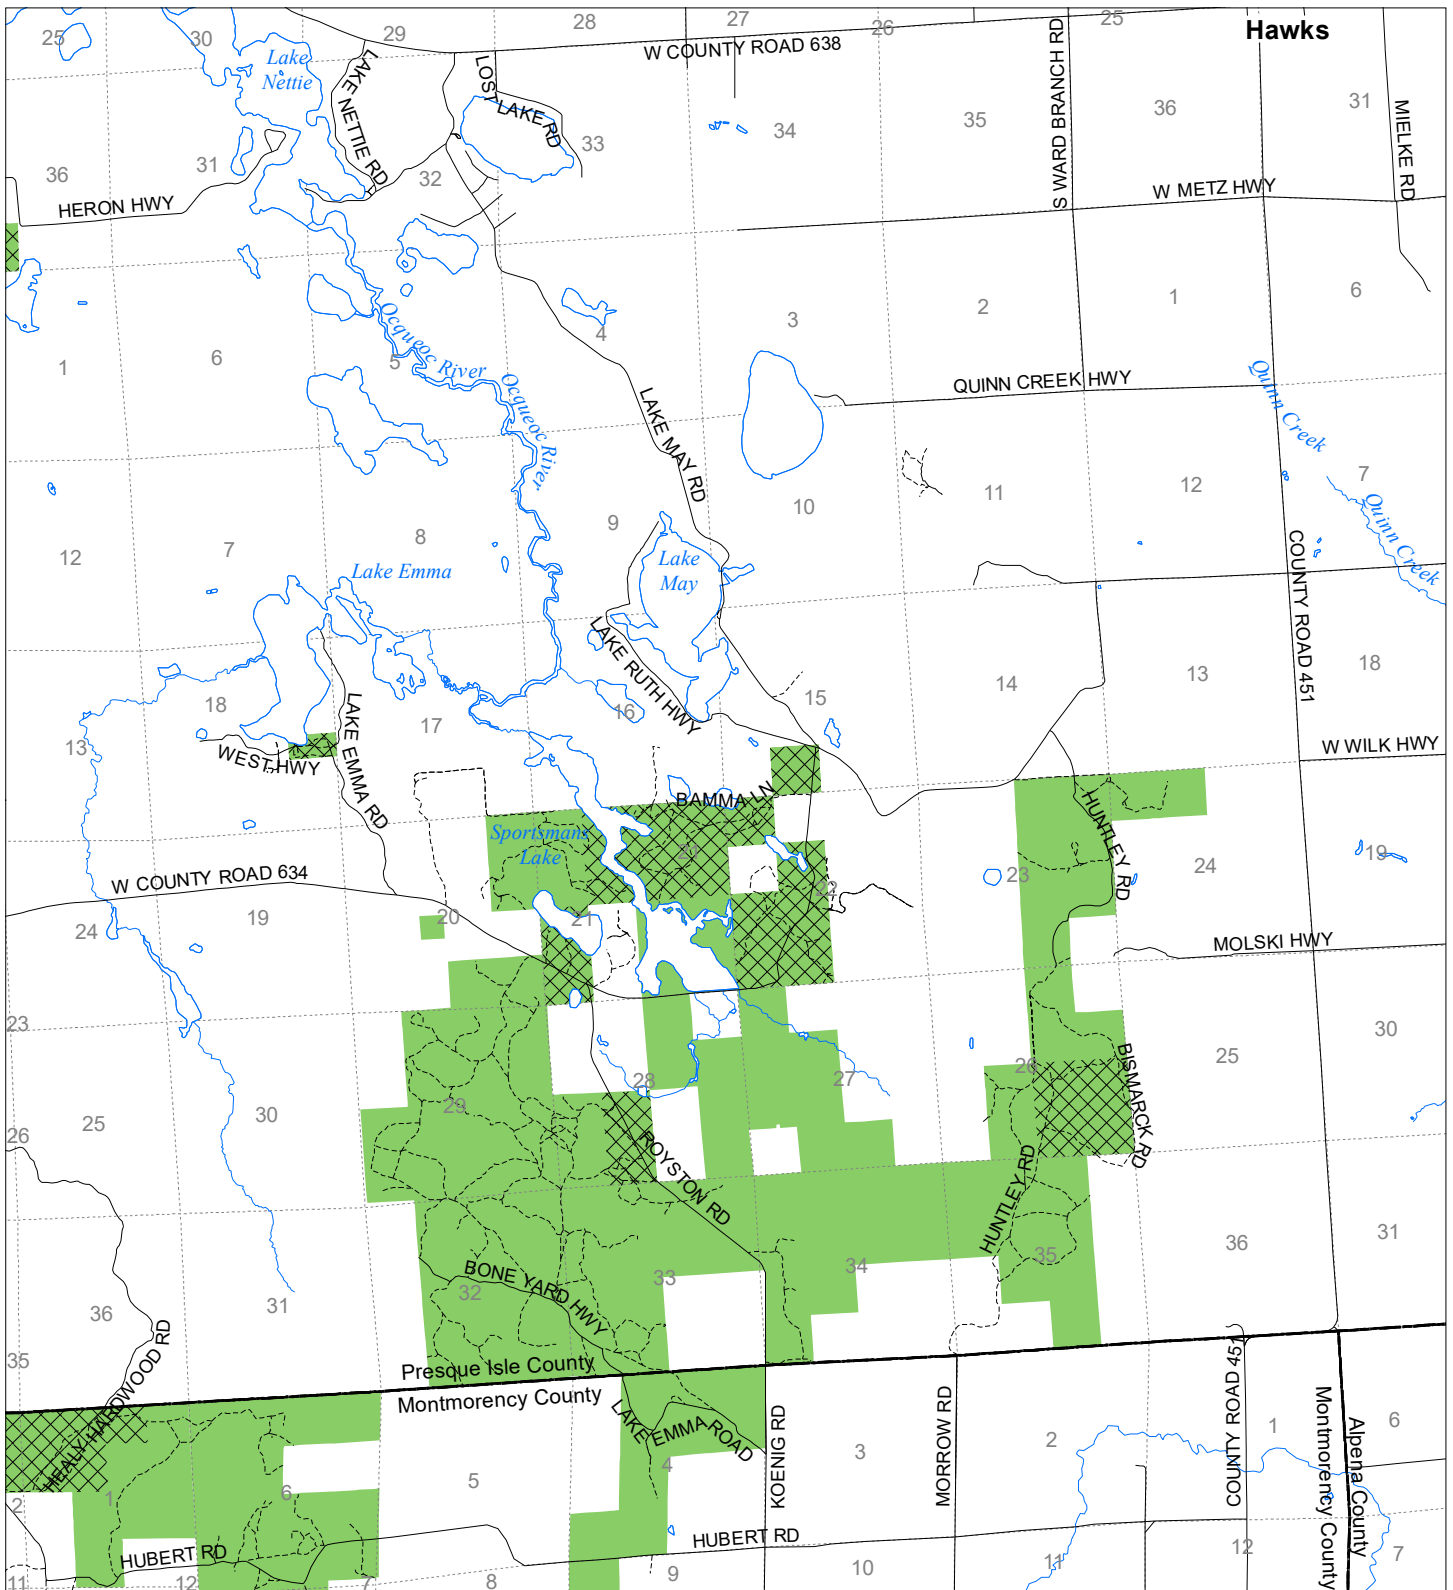 25
30
29
28
27
26
25
Hawks
W COUNTY ROAD 638
Lake
Nettie
LAKE NETTIE RD
LOST LAKE RD
S WARD BRANCH RD
MIELKE RD
36
31
32
33
34
35
36
31
HERON HWY
W METZ HWY
1
6
5
4
3
2
1
6
Ocqueoc River
Ocqueoc River
QUINN CREEK HWY
Quinn Creek
LAKE MAY RD
12
7
8
9
10
11
12
7
Quinn Creek
Lake Emma
Lake
May
COUNTY ROAD 451
LAKE RUTH HWY
13
18
17
16
15
14
13
18
WEST HWY
LAKE EMMA RD
W WILK HWY
BAMMA LN
HUNTLEY RD
Sportsmans
Lake
21
W COUNTY ROAD 634
24
19
20
21
22
23
24
19
MOLSKI HWY
23
26
25
30
29
28
27
26
25
30
BISMARCK RD
ROYSTON RD
HUNTLEY RD
BONE YARD HWY
35
36
31
32
33
34
35
36
31
HEALY HARDWOOD RD
Presque Isle County
Montmorency County
LAKE
EMMA ROAD
KOENIG RD
MORROW RD
COUNTY ROAD 451
Montmorency County
Alpena County
2
1
6
5
4
3
2
1
6
HUBERT RD
HUBERT RD
11
12
7
8
9
10
11
12
7